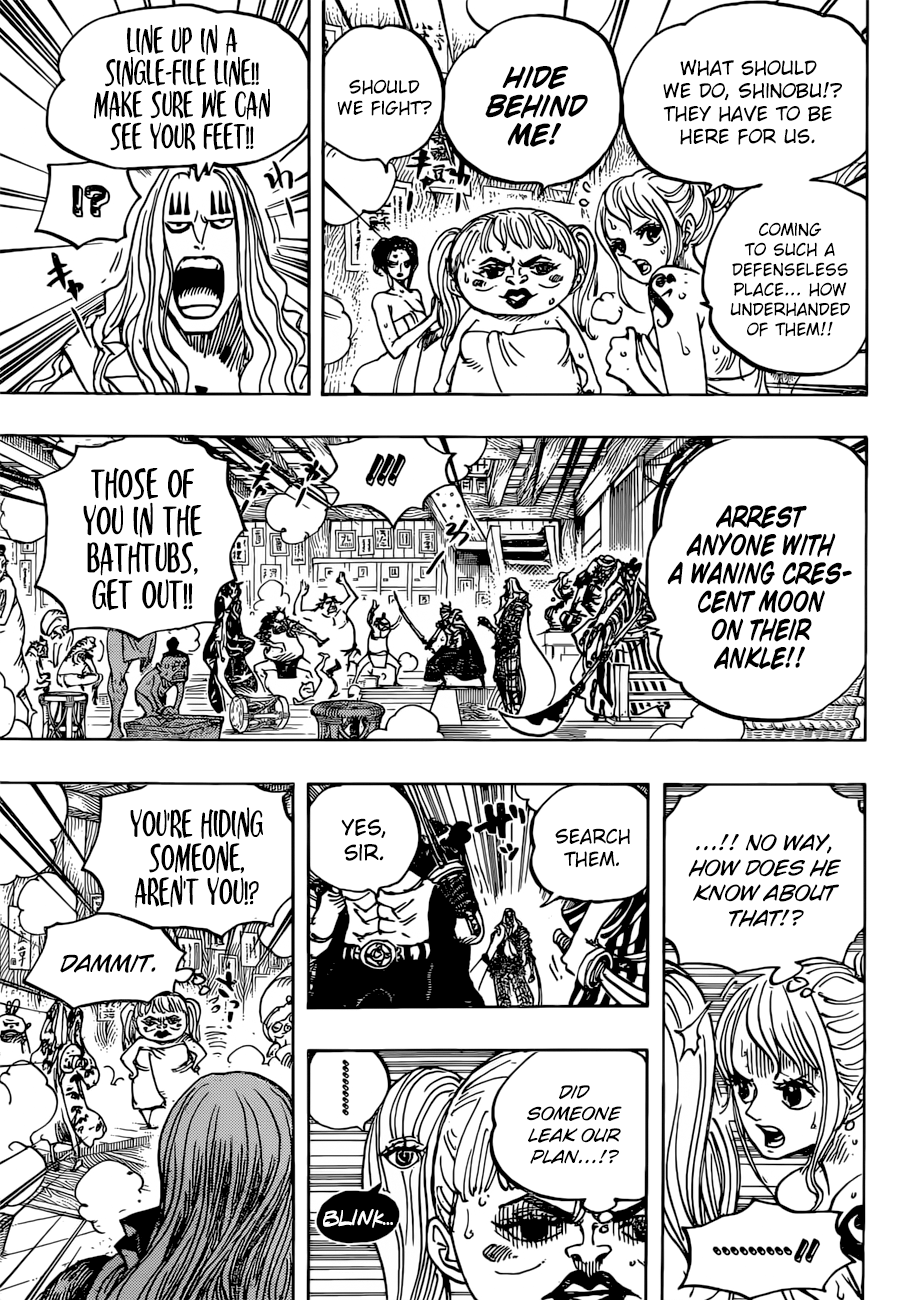 WHAT SHOULD
WE DO, SHINOBU!?
THEY HAVE TO BE
HERE FOR US.
COMING
TO SUCH A
DEFENSELESS
PLACE... HOW
UNDERHANDED
OF THEM!!
HIDE
BEHIND
ME!
SHOULD
WE FIGHT?
LINE UP IN A
SINGLE-FILE LINE!!
MAKE SURE WE CAN
SEE YOUR FEET!!
!?
ARREST
ANYONE WITH
A WANING CRES-
CENT MOON
ON THEIR
ANKLE!!
!!!
THOSE OF
YOU IN THE
BATHTUBS,
GET OUT!!
...!! NO WAY,
HOW DOES HE
KNOW ABOUT
THAT!?
...........!!
SEARCH
THEM.
YES,
SIR.
DID
SOMEONE
LEAK OUR
PLAN...!?
.........
BLINK...
YOU'RE HIDING
SOMEONE,
AREN'T YOU!?
DAMMIT.